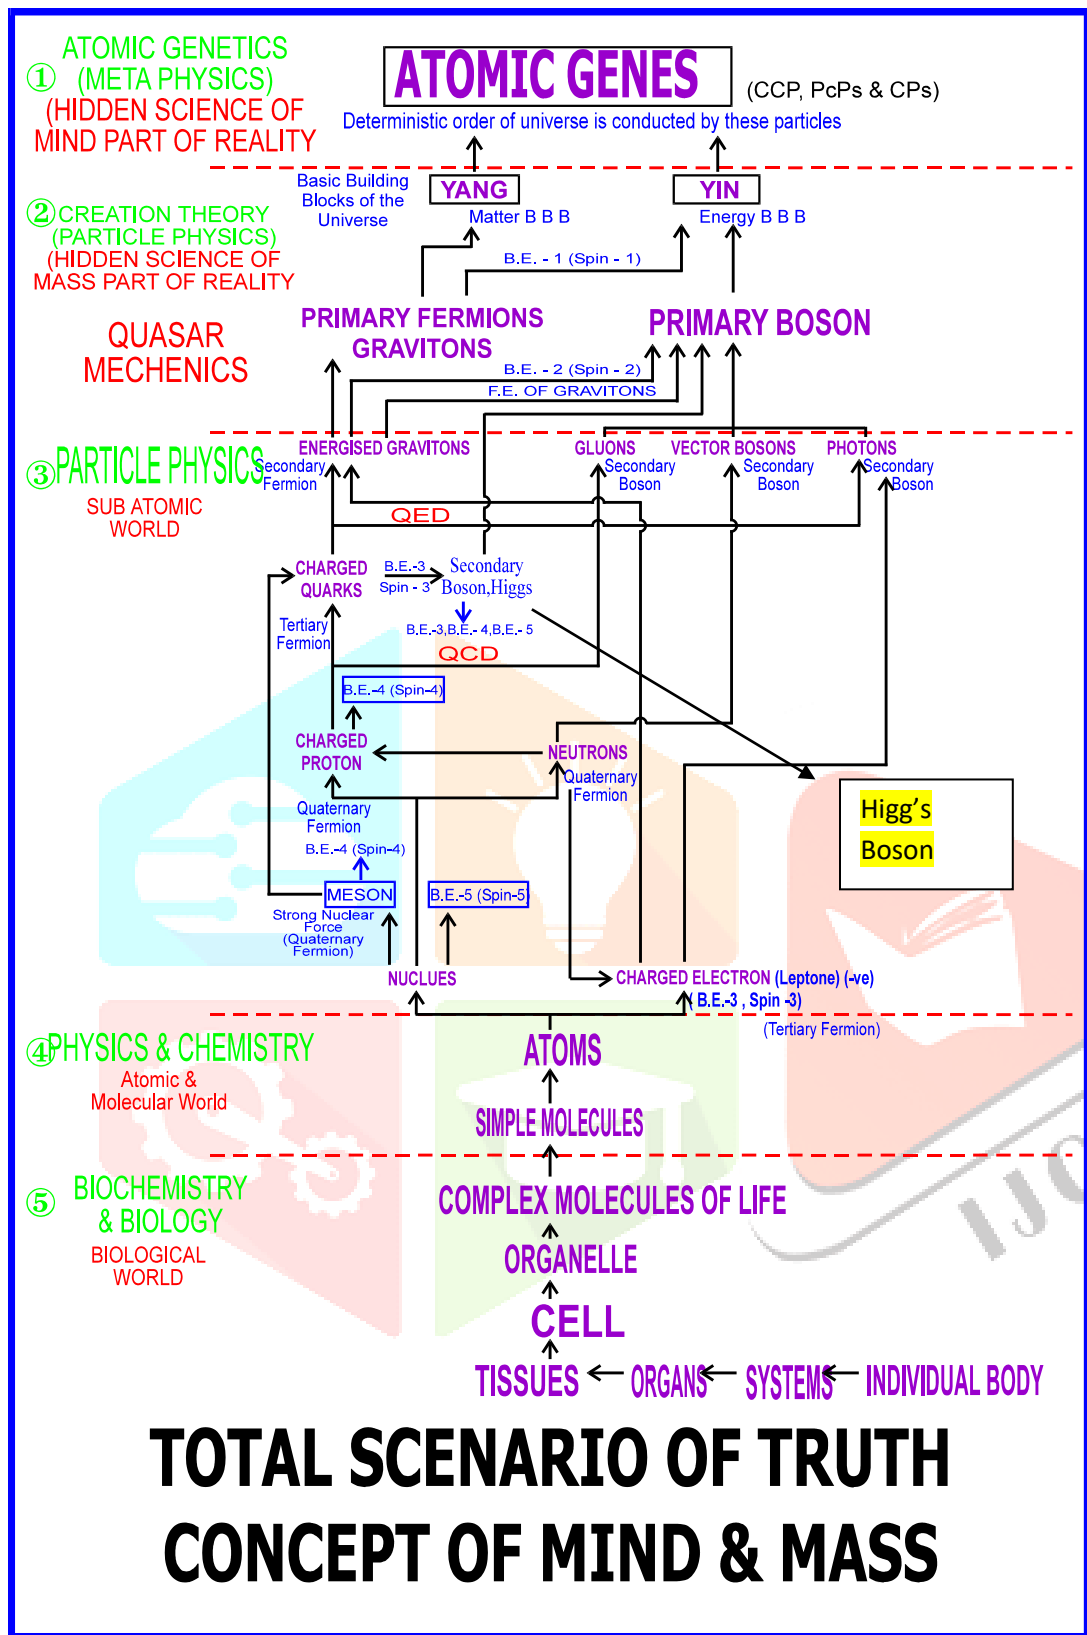 ATOMIC GENETICS
① (META PHYSICS)
(HIDDEN SCIENCE OF
MIND PART OF REALITY
ATOMIC GENES
(CCP, PcPs & CPs)
Deterministic order of universe is conducted by these particles
Basic Building
Blocks of the
Universe
YANG
Matter B B B
YIN
Energy B B B
② CREATION THEORY
(PARTICLE PHYSICS)
(HIDDEN SCIENCE OF
MASS PART OF REALITY
B.E. - 1 (Spin - 1)
QUASAR
MECHENICS
PRIMARY FERMIONS
GRAVITONS
PRIMARY BOSON
B.E. - 2 (Spin - 2)
F.E. OF GRAVITONS
③ PARTICLE PHYSICS
SUB ATOMIC
WORLD
ENERGISED GRAVITONS
Secondary
Fermion
GLUONS
Secondary
Boson
VECTOR BOSONS
Secondary
Boson
PHOTONS
Secondary
Boson
QED
CHARGED
QUARKS
B.E.-3
Spin - 3
Secondary
Boson,Higgs
Tertiary
Fermion
B.E.-3,B.E.- 4,B.E.- 5
QCD
B.E.-4 (Spin-4)
CHARGED
PROTON
NEUTRONS
Quaternary
Fermion
Quaternary
Fermion
Higg's
Boson
B.E.-4 (Spin-4)
MESON
B.E.-5 (Spin-5)
Strong Nuclear
Force
(Quaternary
Fermion)
NUCLUES
CHARGED ELECTRON (Leptone) (-ve)
( B.E.-3 , Spin -3)
(Tertiary Fermion)
④ PHYSICS & CHEMISTRY
Atomic &
Molecular World
ATOMS
SIMPLE MOLECULES
⑤ BIOCHEMISTRY
& BIOLOGY
BIOLOGICAL
WORLD
COMPLEX MOLECULES OF LIFE
ORGANELLE
CELL
TISSUES ORGANS SYSTEMS INDIVIDUAL BODY
IJC
TOTAL SCENARIO OF TRUTH
CONCEPT OF MIND & MASS